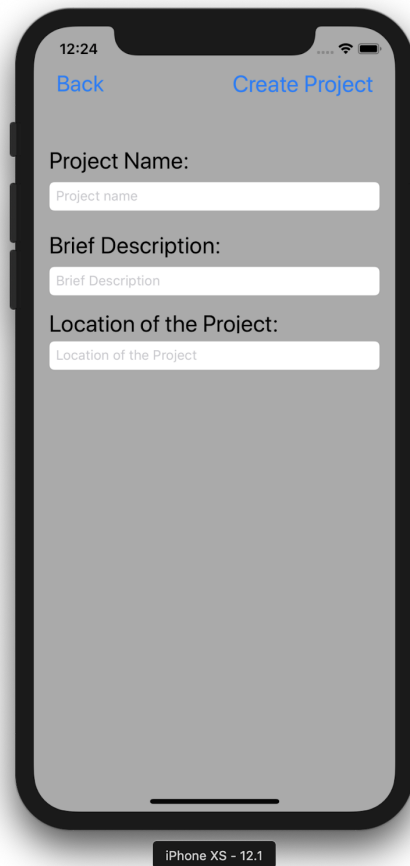 12:24
Back
Create Project
Project Name:
Project name
Brief Description:
Brief Description
Location of the Project:
Location of the Project
iPhone XS - 12.1